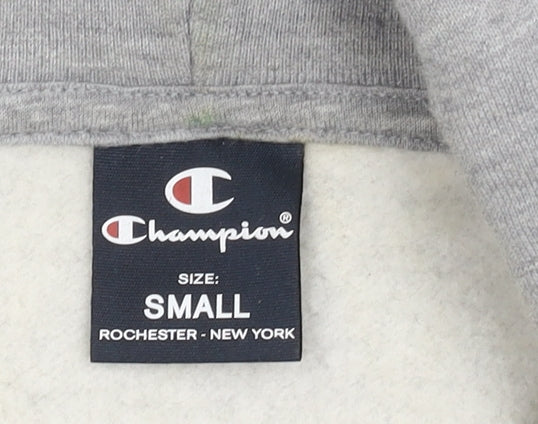 C
Champion®
SIZE:
SMALL
ROCHESTER - NEW YORK